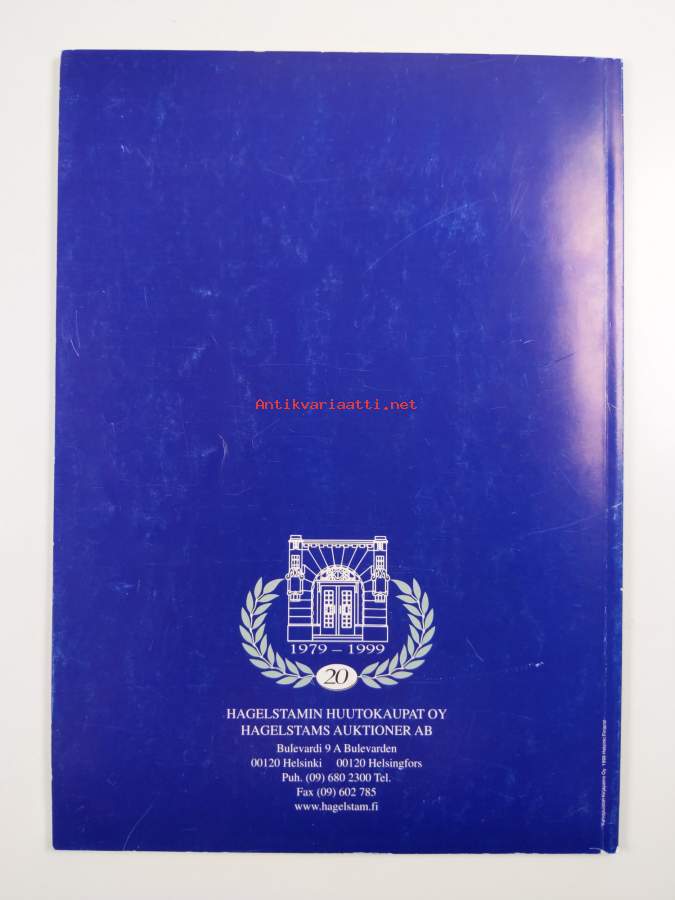 Antikvariaatti.net
1979 – 1999
20
HAGELSTAMIN HUUTOKAUPAT OY
HAGELSTAMS AUKTIONER AB
Bulevardi 9 A Bulevarden
00120 Helsinki 00120 Helsingfors
Puh. (09) 680 2300 Tel.
Fax (09) 602 785
www.hagelstam.fi